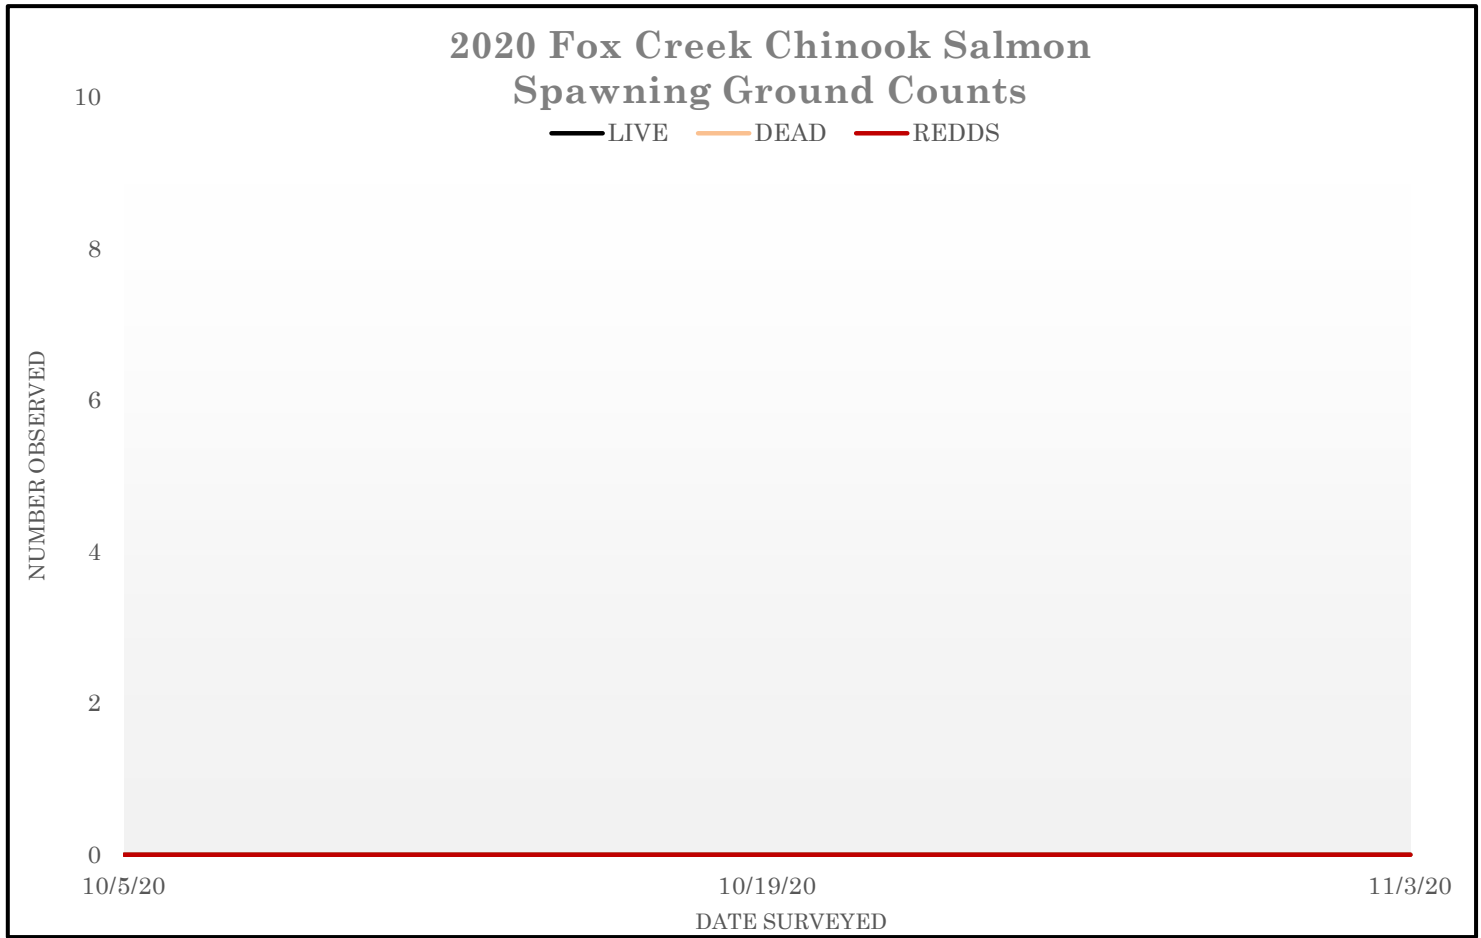 2020 Fox Creek Chinook Salmon
Spawning Ground Counts
LIVE DEAD REDDS
10
8
6
4
2
0
NUMBER OBSERVED
10/5/20 10/19/20 11/3/20
DATE SURVEYED